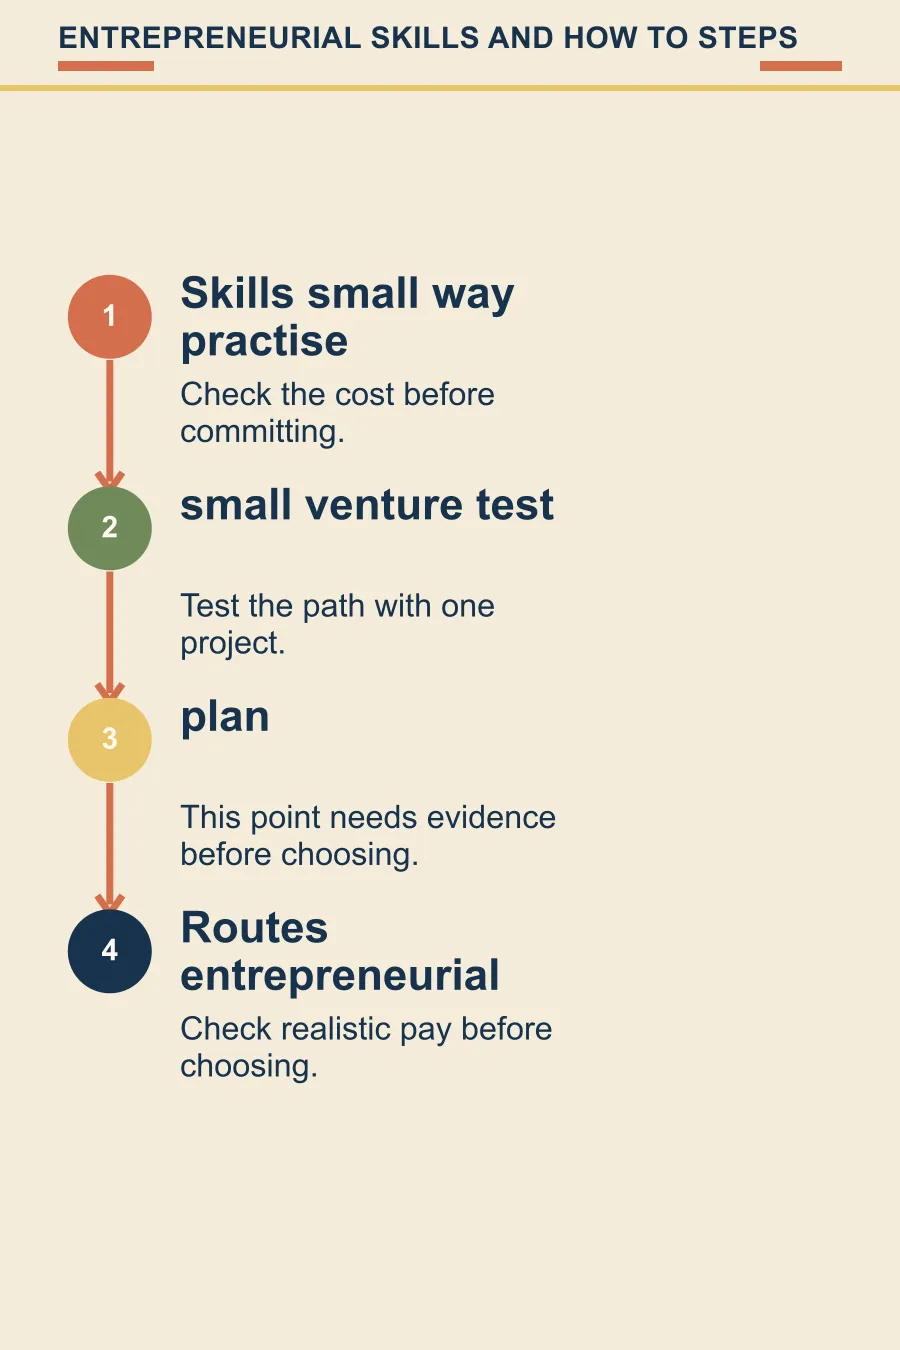 ENTREPRENEURIAL SKILLS AND HOW TO STEPS
1
Skills small way
practise
Check the cost before
committing.
2
small venture test
Test the path with one
project.
3
plan
This point needs evidence
before choosing.
4
Routes
entrepreneurial
Check realistic pay before
choosing.